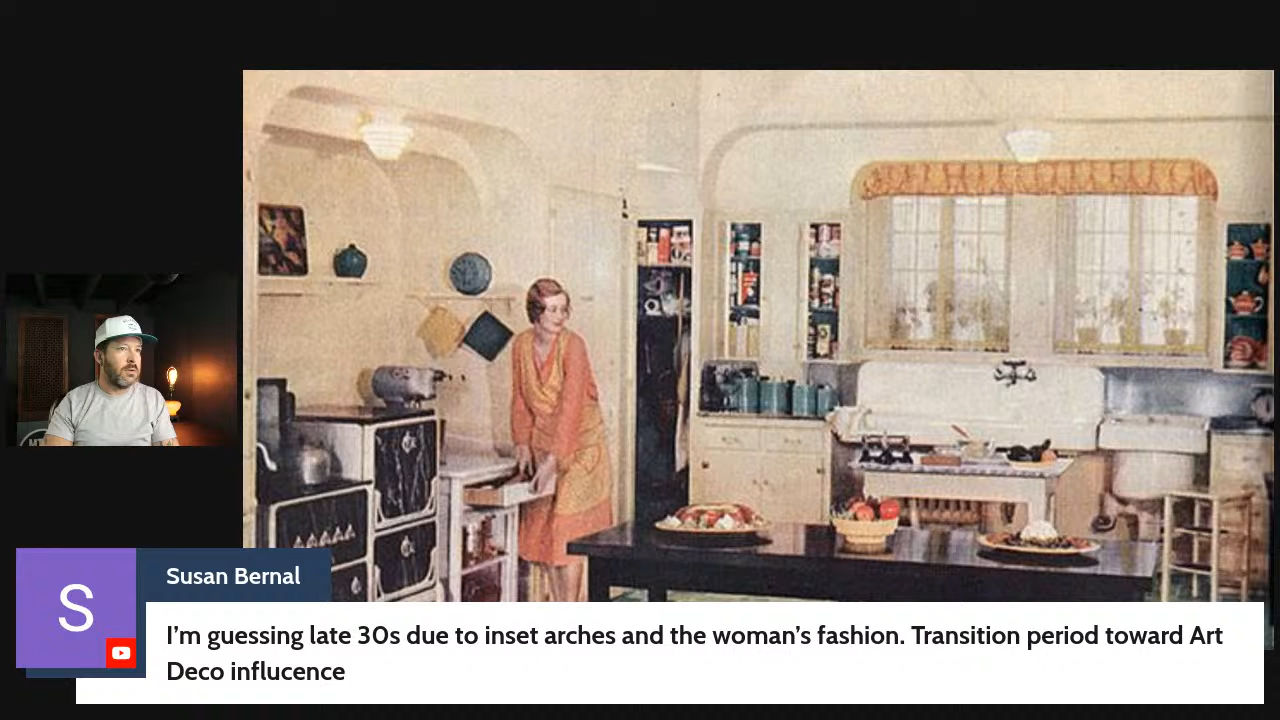 Susan Bernal
S
I'm guessing late 30s due to inset arches and the woman's fashion. Transition period toward Art
Deco influcence